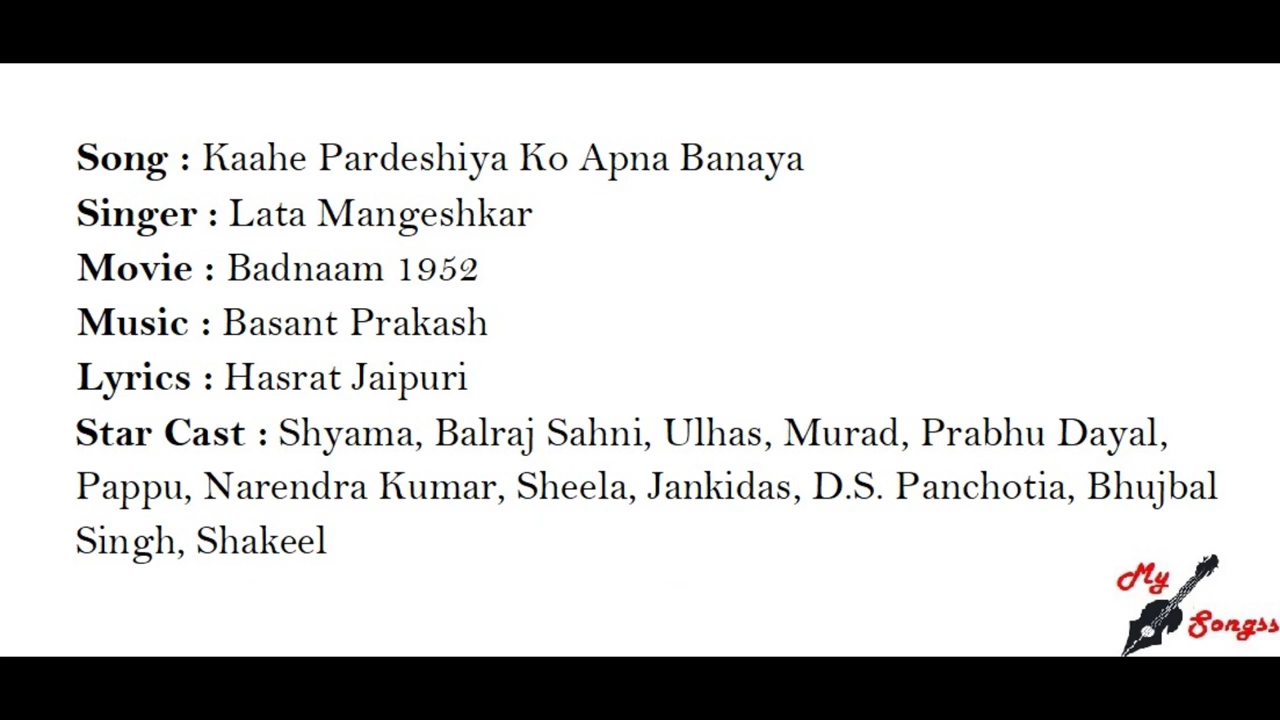 Song : Kaahe Pardeshiya Ko Apna Banaya
Singer : Lata Mangeshkar
Movie : Badnaam 1952
Music : Basant Prakash
Lyrics : Hasrat Jaipuri
Star Cast : Shyama, Balraj Sahni, Ulhas, Murad, Prabhu Dayal,
Pappu, Narendra Kumar, Sheela, Jankidas, D.S. Panchotia, Bhujbal
Singh, Shakeel
My
Songss